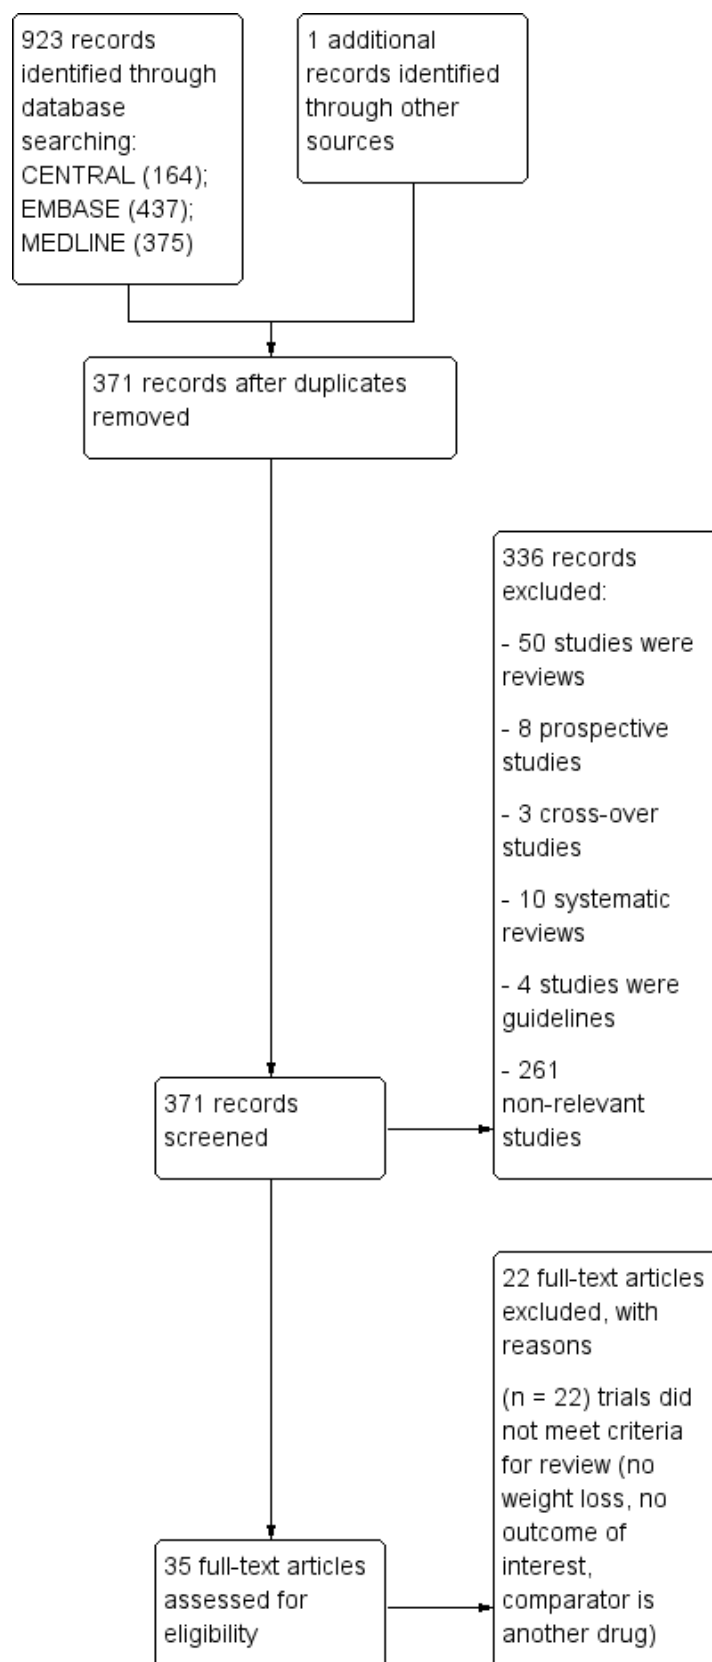 923 records
identified through
database
searching:
CENTRAL (164);
EMBASE (437);
MEDLINE (375)
1 additional
records identified
through other
sources
371 records after duplicates
removed
336 records
excluded:
- 50 studies were
reviews
- 8 prospective
studies
- 3 cross-over
studies
- 10 systematic
reviews
- 4 studies were
guidelines
- 261
non-relevant
studies
371 records
screened
22 full-text articles
excluded, with
reasons
(n = 22) trials did
not meet criteria
for review (no
weight loss, no
outcome of
interest,
comparator is
another drug)
35 full-text articles
assessed for
eligibility